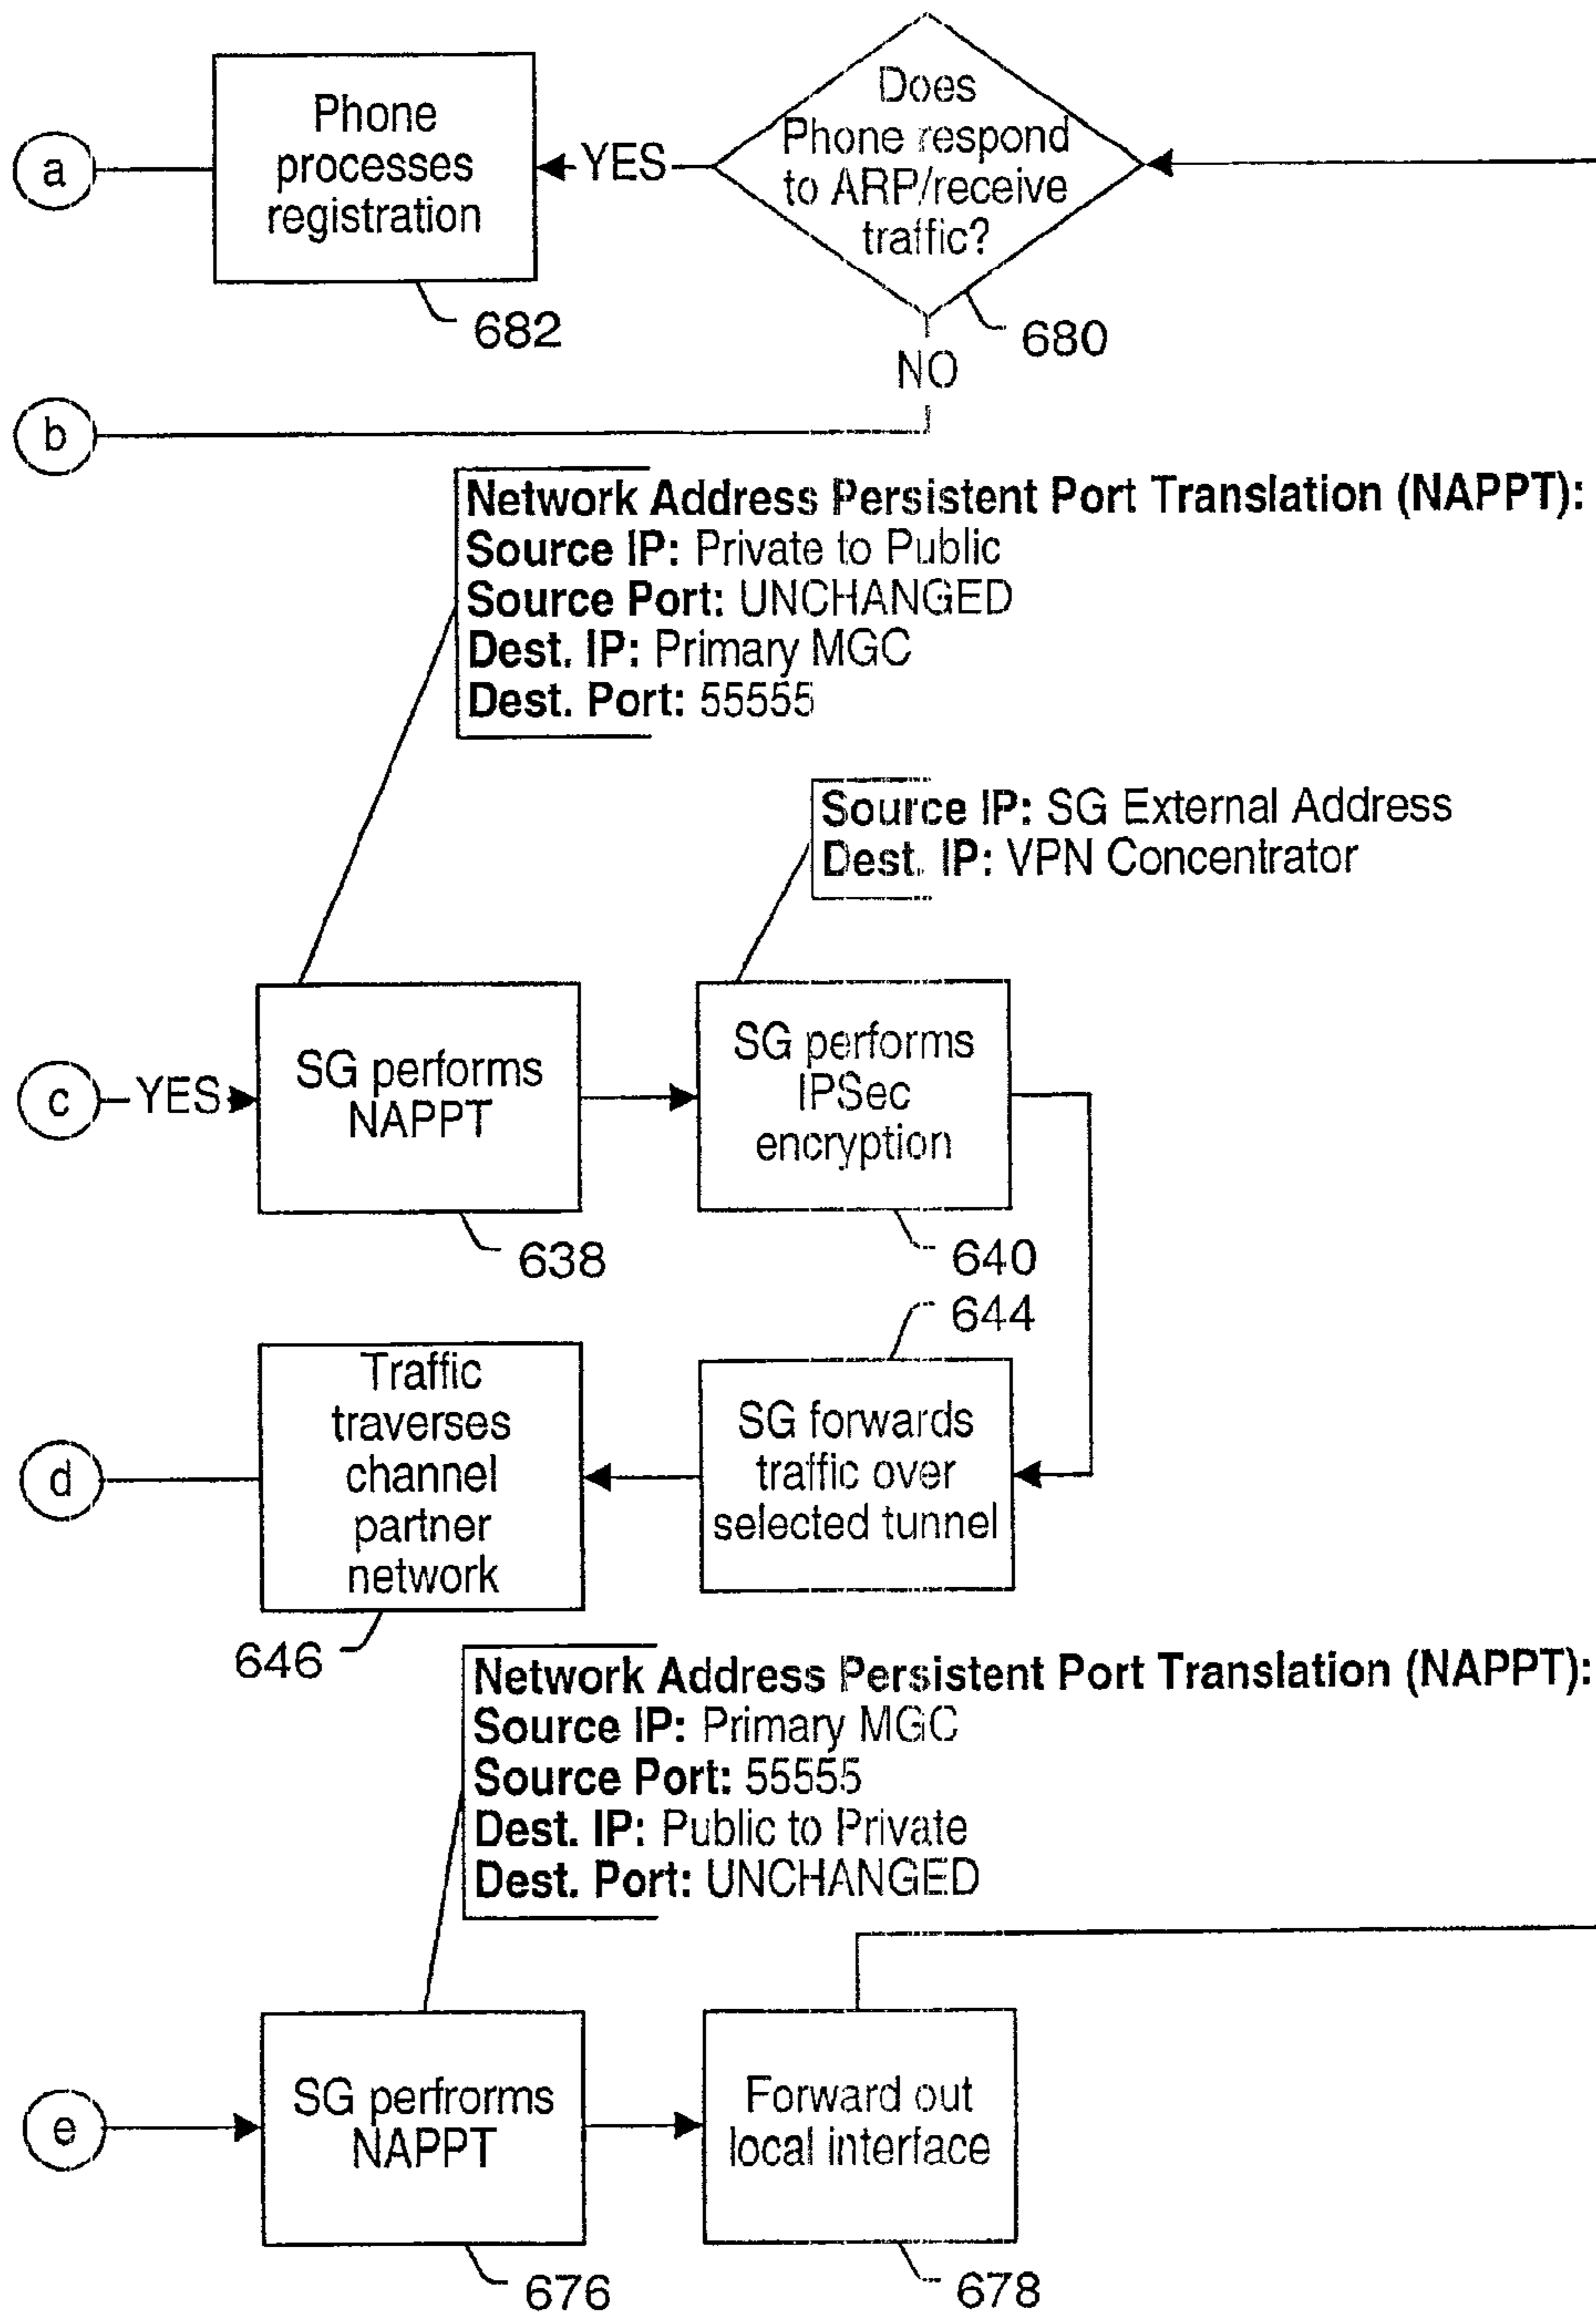 a
Phone
processes
registration
682
YES
Does
Phone respond
to ARP/receive
traffic?
680
NO
b
Network Address Persistent Port Translation (NAPPT):
Source IP: Private to Public
Source Port: UNCHANGED
Dest. IP: Primary MGC
Dest. Port: 55555
Source IP: SG External Address
Dest. IP: VPN Concentrator
c
YES
SG performs
NAPPT
638
SG performs
IPSec
encryption
640
644
d
Traffic
traverses
channel
partner
network
646
SG forwards
traffic over
selected tunnel
Network Address Persistent Port Translation (NAPPT):
Source IP: Primary MGC
Source Port: 55555
Dest. IP: Public to Private
Dest. Port: UNCHANGED
e
SG perfrorms
NAPPT
676
Forward out
local interface
678